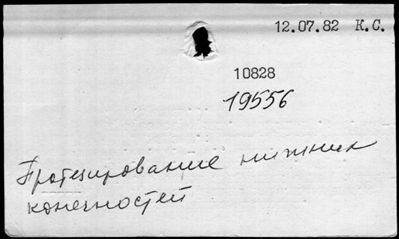 12.07.82 К.С.
10828
19556
Протезирование нижних
конечностей